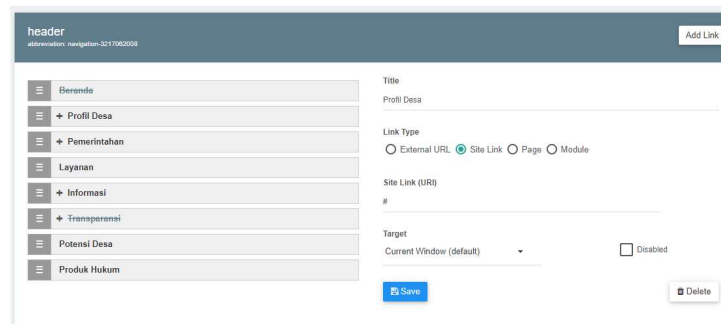 header
abbreviation: navigation-3217082009
Add Link
Beranda
+ Profil Desa
+ Pemerintahan
Layanan
+ Informasi
+ Transparansi
Potensi Desa
Produk Hukum
Title
Profil Desa
Link Type
External URL Site Link Page Module
Site Link (URI)
#
Target
Current Window (default)
Disabled
Save
Delete